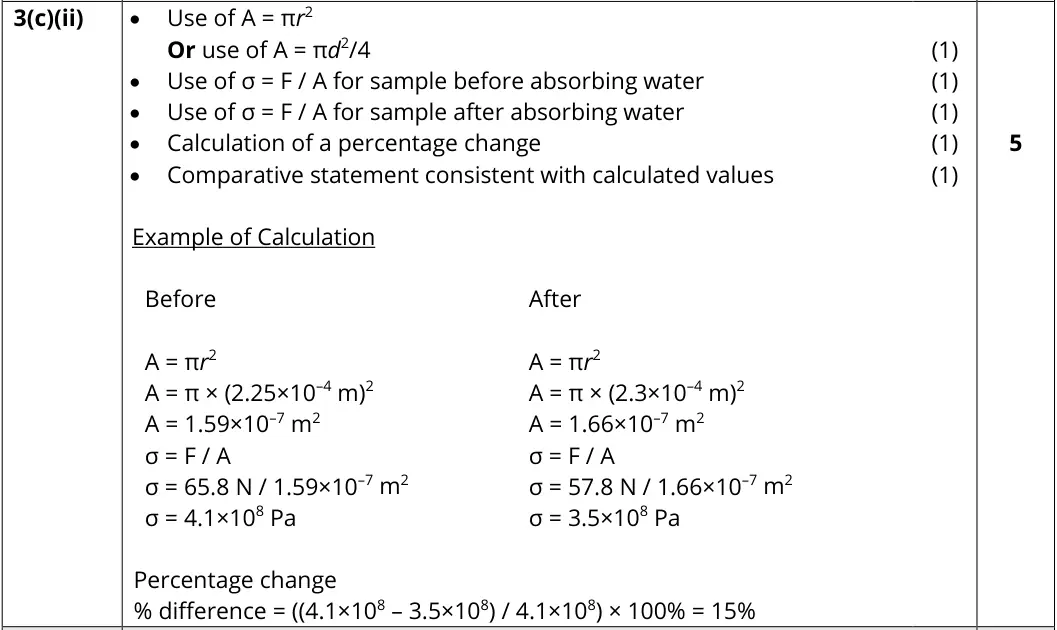 3(c)(ii)
• Use of A = πr²
Or use of A = πd²/4 (1)
• Use of σ = F / A for sample before absorbing water (1)
• Use of σ = F / A for sample after absorbing water (1)
• Calculation of a percentage change (1)
• Comparative statement consistent with calculated values (1)
5
Example of Calculation
Before After
A = πr² A = πr²
A = π × (2.25×10⁻⁴ m)² A = π × (2.3×10⁻⁴ m)²
A = 1.59×10⁻⁷ m² A = 1.66×10⁻⁷ m²
σ = F / A σ = F / A
σ = 65.8 N / 1.59×10⁻⁷ m² σ = 57.8 N / 1.66×10⁻⁷ m²
σ = 4.1×10⁸ Pa σ = 3.5×10⁸ Pa
Percentage change
% difference = ((4.1×10⁸ – 3.5×10⁸) / 4.1×10⁸) × 100% = 15%